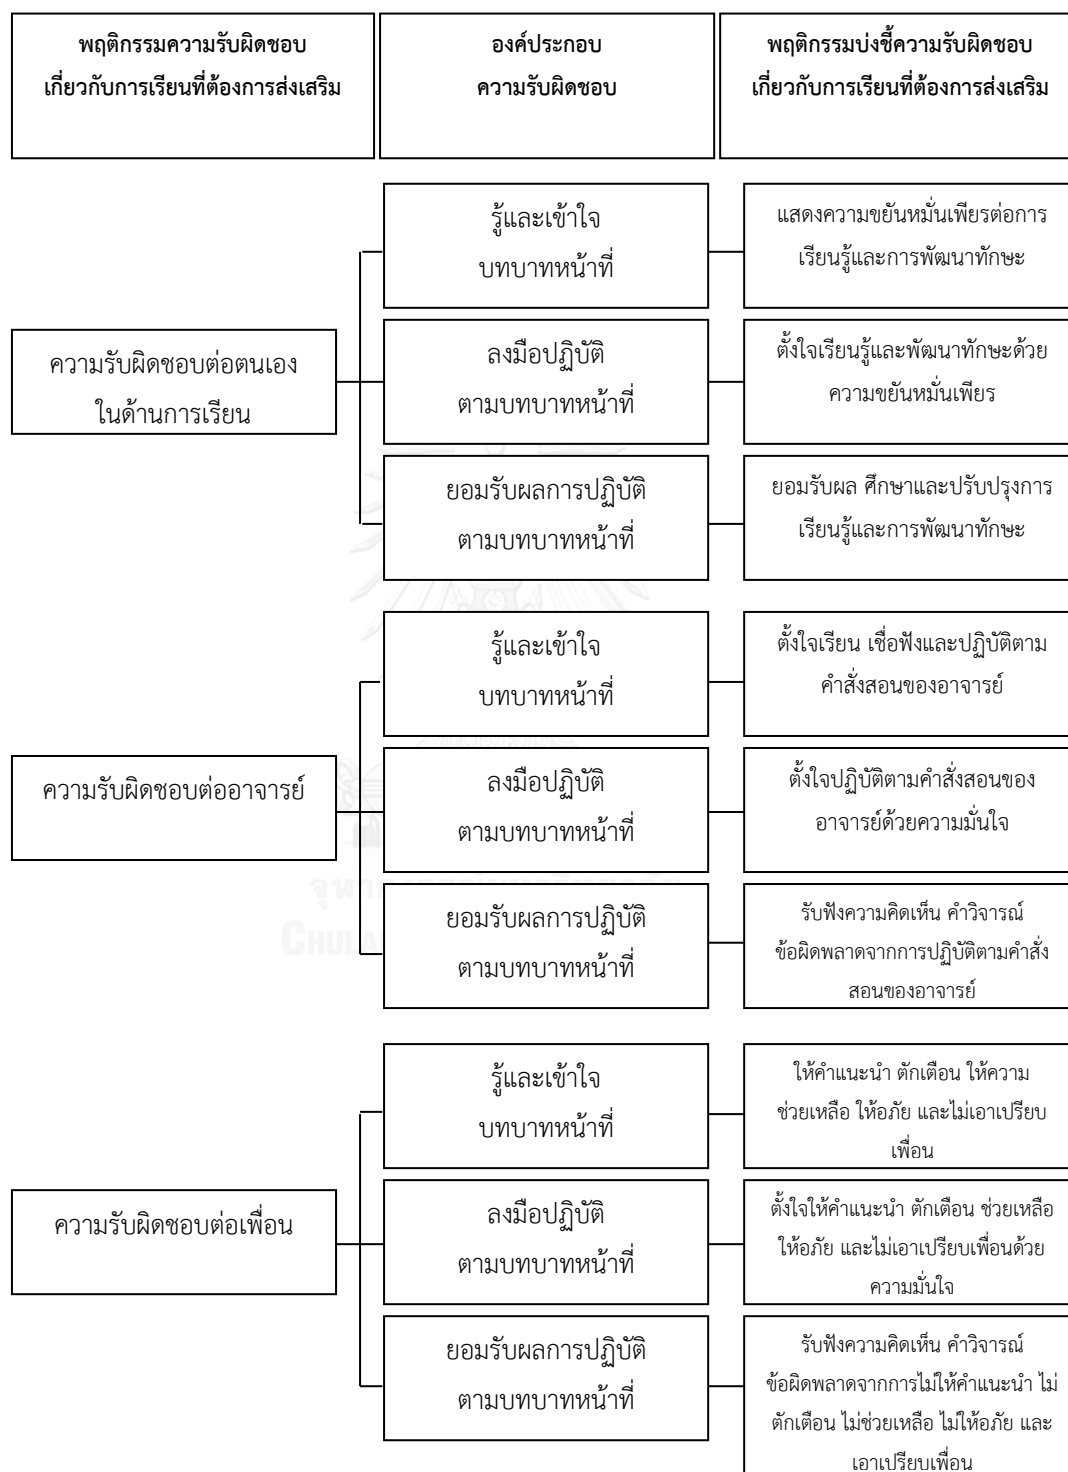 พฤติกรรมความรับผิดชอบ
เกี่ยวกับการเรียนที่ต้องการส่งเสริม
องค์ประกอบ
ความรับผิดชอบ
พฤติกรรมบ่งชี้ความรับผิดชอบ
เกี่ยวกับการเรียนที่ต้องการส่งเสริม
ความรับผิดชอบต่อตนเอง
ในด้านการเรียน
รู้และเข้าใจ
บทบาทหน้าที่
แสดงความขยันหมั่นเพียรต่อการ
เรียนรู้และการพัฒนาทักษะ
ลงมือปฏิบัติ
ตามบทบาทหน้าที่
ตั้งใจเรียนรู้และพัฒนาทักษะด้วย
ความขยันหมั่นเพียร
ยอมรับผลการปฏิบัติ
ตามบทบาทหน้าที่
ยอมรับผล ศึกษาและปรับปรุงการ
เรียนรู้และการพัฒนาทักษะ
ความรับผิดชอบต่ออาจารย์
รู้และเข้าใจ
บทบาทหน้าที่
ตั้งใจเรียน เชื่อฟังและปฏิบัติตาม
คำสั่งสอนของอาจารย์
ลงมือปฏิบัติ
ตามบทบาทหน้าที่
ตั้งใจปฏิบัติตามคำสั่งสอนของ
อาจารย์ด้วยความมั่นใจ
ยอมรับผลการปฏิบัติ
ตามบทบาทหน้าที่
รับฟังความคิดเห็น คำวิจารณ์
ข้อผิดพลาดจากการปฏิบัติตามคำสั่ง
สอนของอาจารย์
ความรับผิดชอบต่อเพื่อน
รู้และเข้าใจ
บทบาทหน้าที่
ให้คำแนะนำ ตักเตือน ให้ความ
ช่วยเหลือ ให้อภัย และไม่เอาเปรียบ
เพื่อน
ลงมือปฏิบัติ
ตามบทบาทหน้าที่
ตั้งใจให้คำแนะนำ ตักเตือน ช่วยเหลือ
ให้อภัย และไม่เอาเปรียบเพื่อนด้วย
ความมั่นใจ
ยอมรับผลการปฏิบัติ
ตามบทบาทหน้าที่
รับฟังความคิดเห็น คำวิจารณ์
ข้อผิดพลาดจากการไม่ให้คำแนะนำ ไม่
ตักเตือน ไม่ช่วยเหลือ ไม่ให้อภัย และ
เอาเปรียบเพื่อน